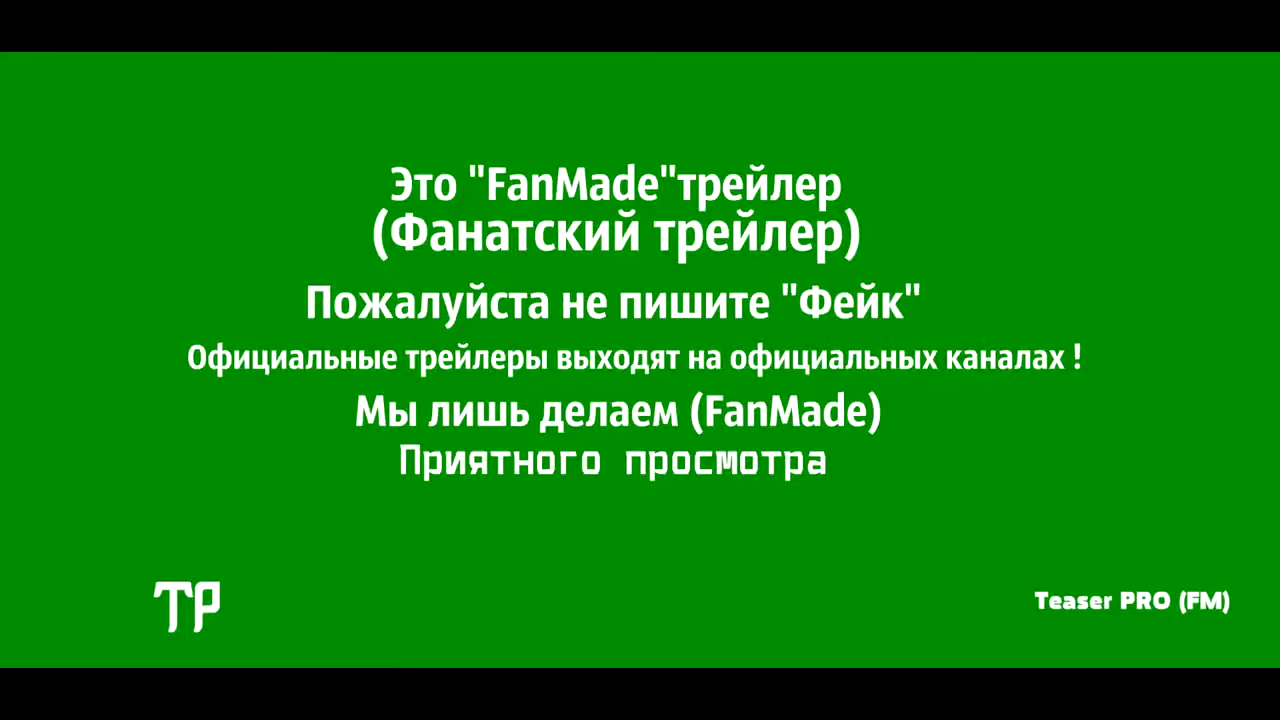 Это "FanMade"трейлер
(Фанатский трейлер)
Пожалуйста не пишите "Фейк"
Официальные трейлеры выходят на официальных каналах !
Мы лишь делаем (FanMade)
Приятного просмотра
TP
Teaser PRO (FM)